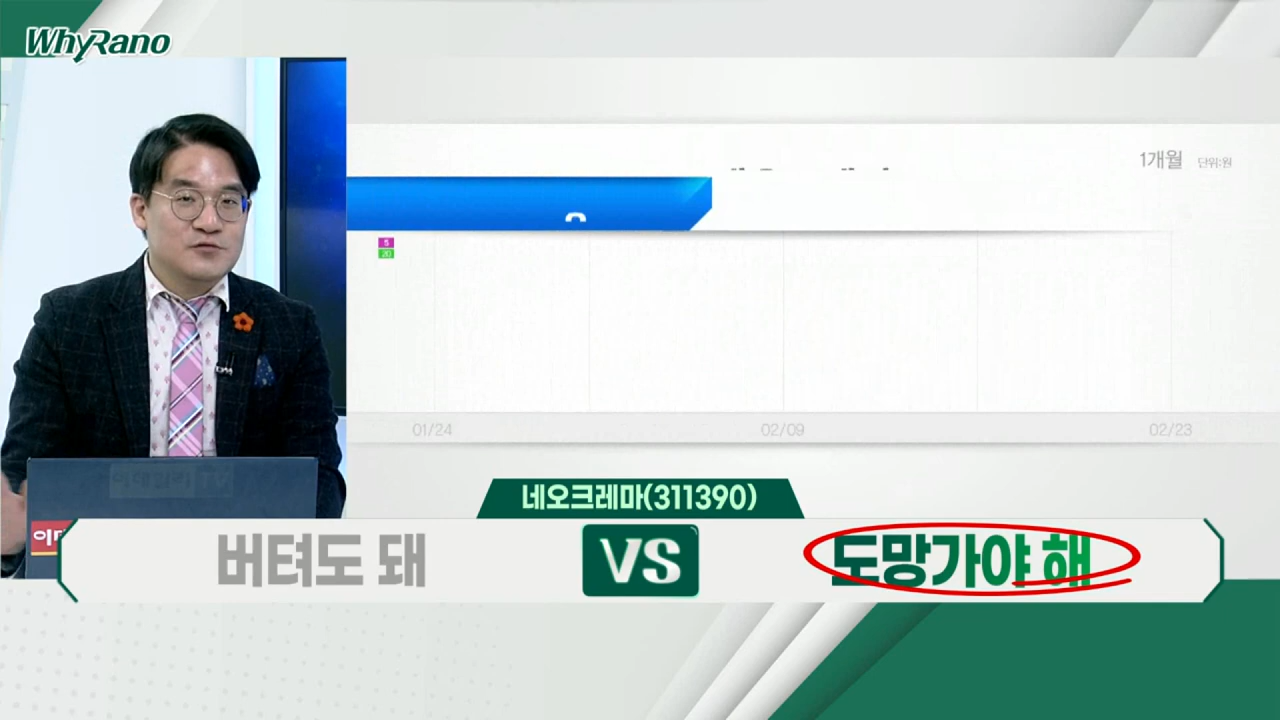 WhyRano
1개월 단위:원
5
20
01/24 02/09 02/23
네오크레마(311390)
버텨도 돼 VS 도망가야 해